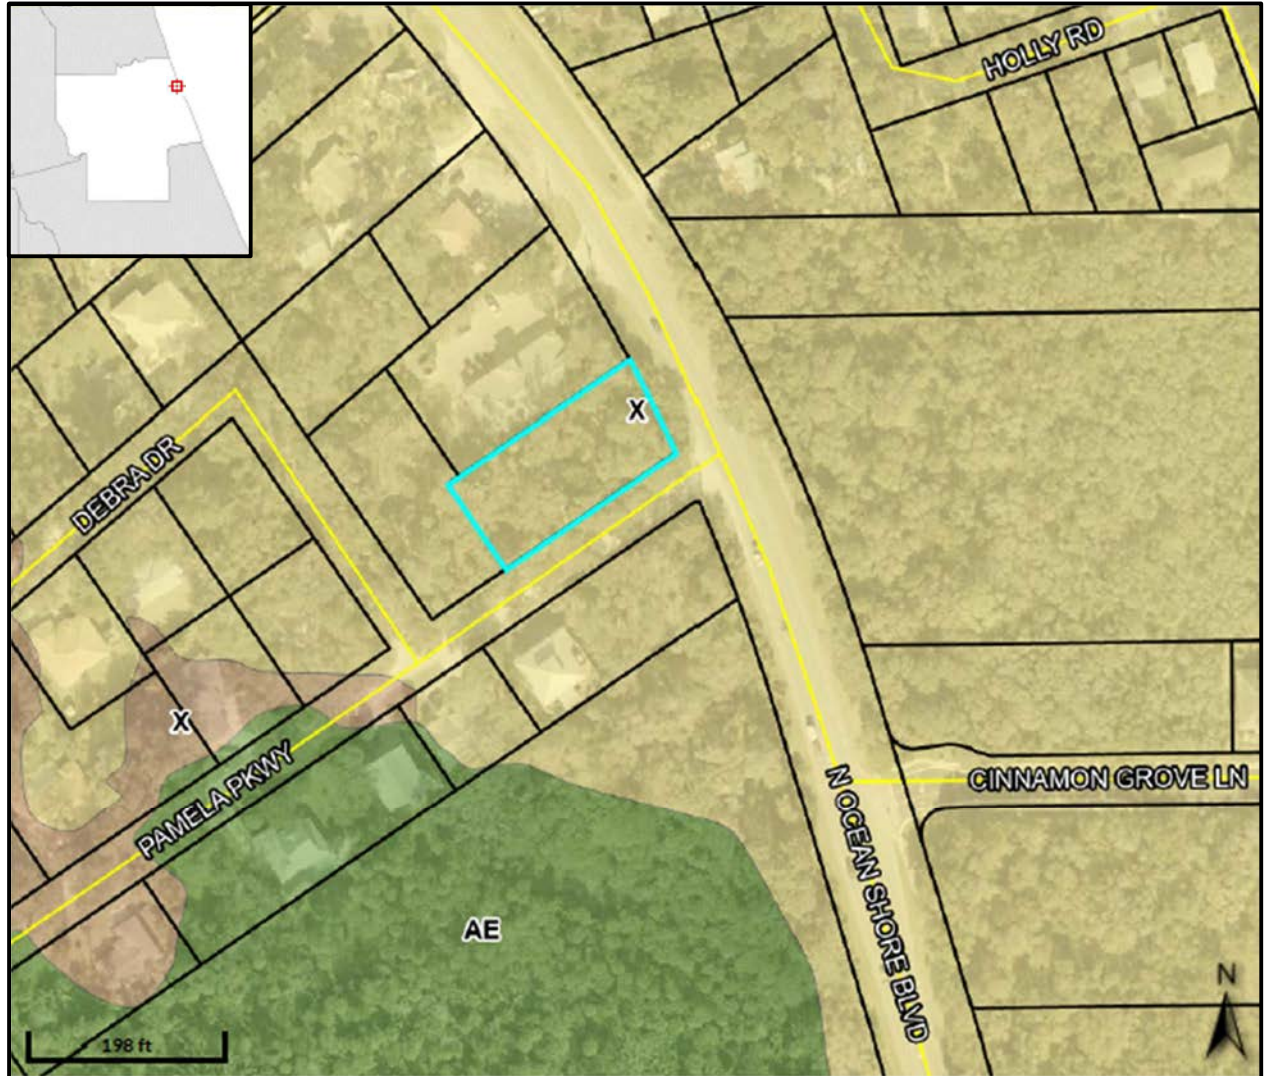 HOLLY RD
X
DEBRA DR
X
PAMELA PKWY
N OCEAN SHORE BLVD
CINNAMON GROVE LN
AE
N
198 ft